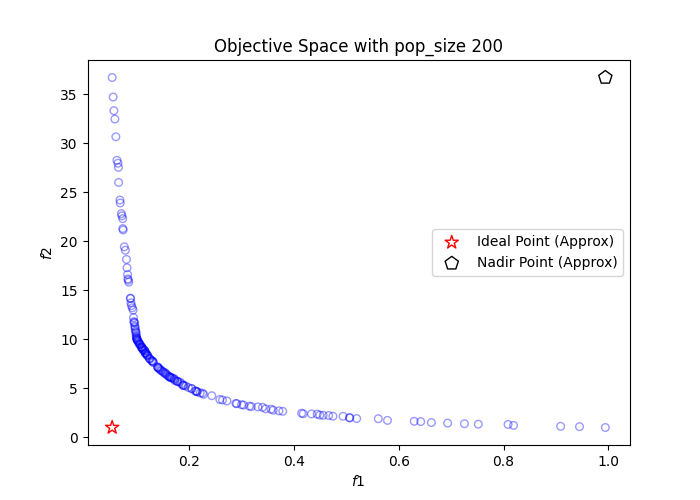 Objective Space with pop_size 200
f2
35
30
25
20
15
10
5
0
Ideal Point (Approx)
Nadir Point (Approx)
0.2 0.4 0.6 0.8 1.0
f1